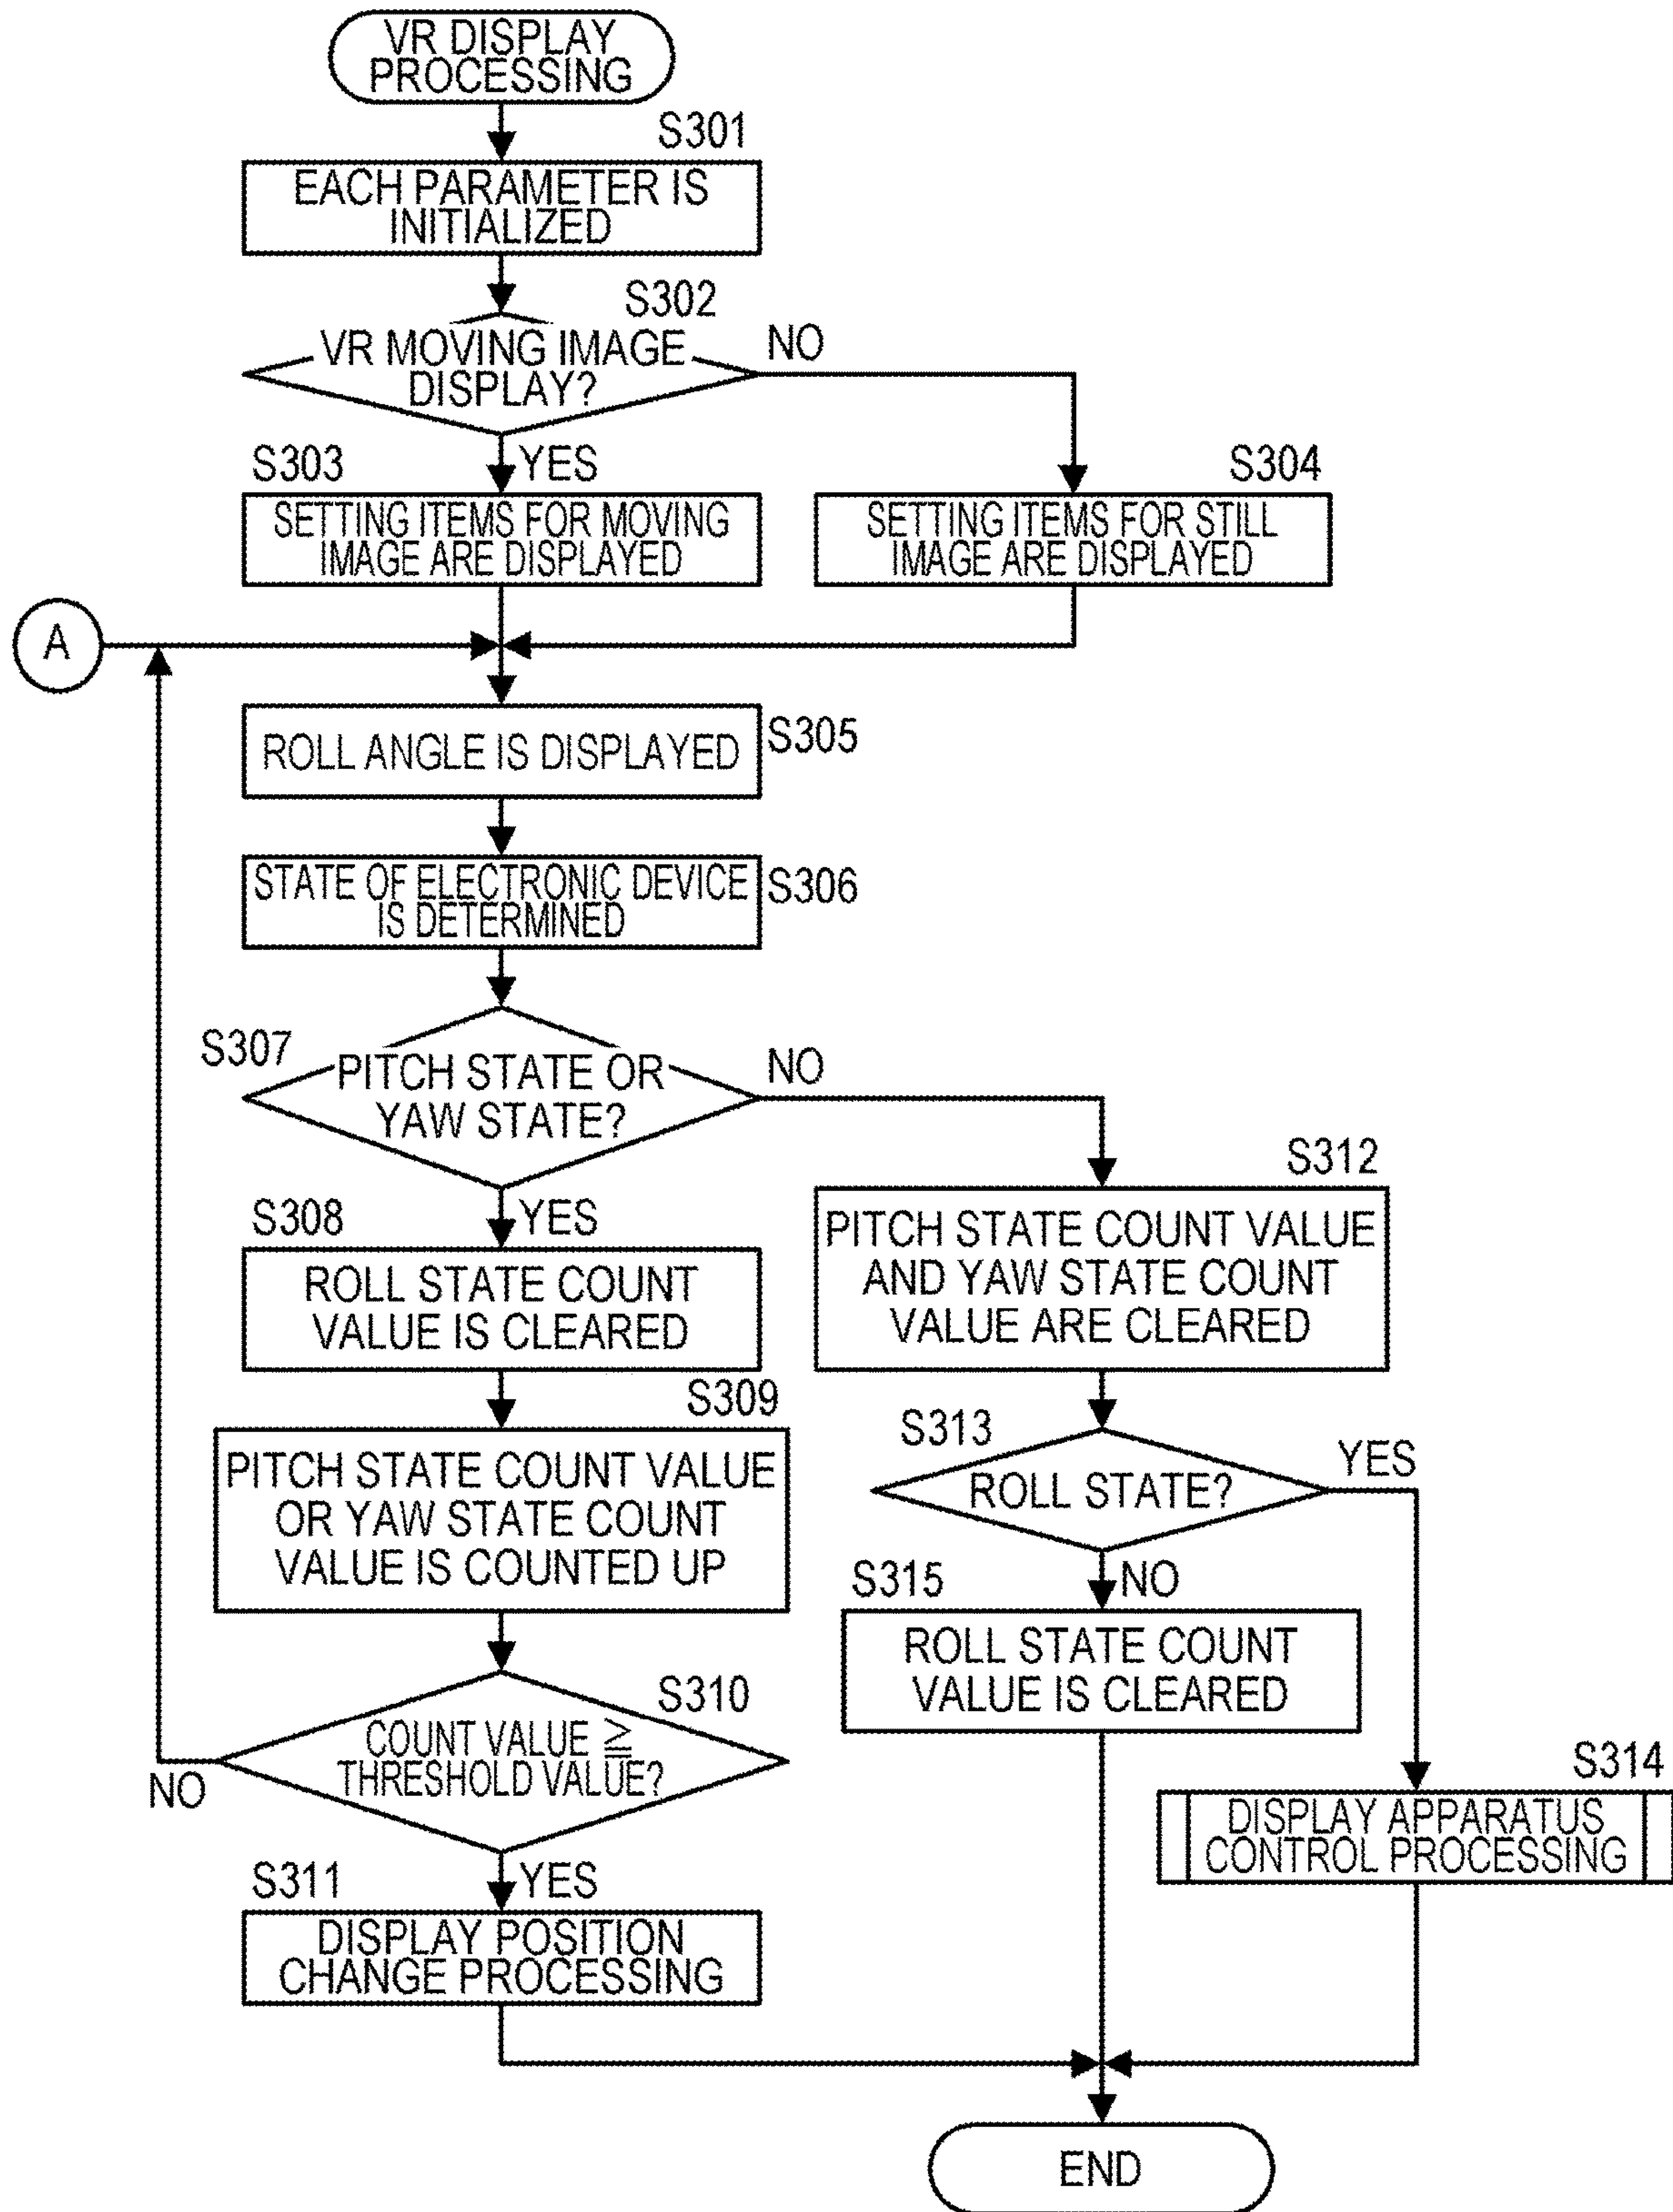 VR DISPLAY
PROCESSING
S301
EACH PARAMETER IS
INITIALIZED
S302
VR MOVING IMAGE
DISPLAY?
NO
S303
YES
S304
SETTING ITEMS FOR MOVING
IMAGE ARE DISPLAYED
SETTING ITEMS FOR STILL
IMAGE ARE DISPLAYED
A
ROLL ANGLE IS DISPLAYED
S305
STATE OF ELECTRONIC DEVICE
IS DETERMINED
S306
S307
PITCH STATE OR
YAW STATE?
NO
S308
YES
ROLL STATE COUNT
VALUE IS CLEARED
S312
PITCH STATE COUNT VALUE
AND YAW STATE COUNT
VALUE ARE CLEARED
S309
PITCH STATE COUNT VALUE
OR YAW STATE COUNT
VALUE IS COUNTED UP
S313
ROLL STATE?
YES
S315
NO
ROLL STATE COUNT
VALUE IS CLEARED
S310
COUNT VALUE ≧
THRESHOLD VALUE?
NO
S314
DISPLAY APPARATUS
CONTROL PROCESSING
S311
YES
DISPLAY POSITION
CHANGE PROCESSING
END